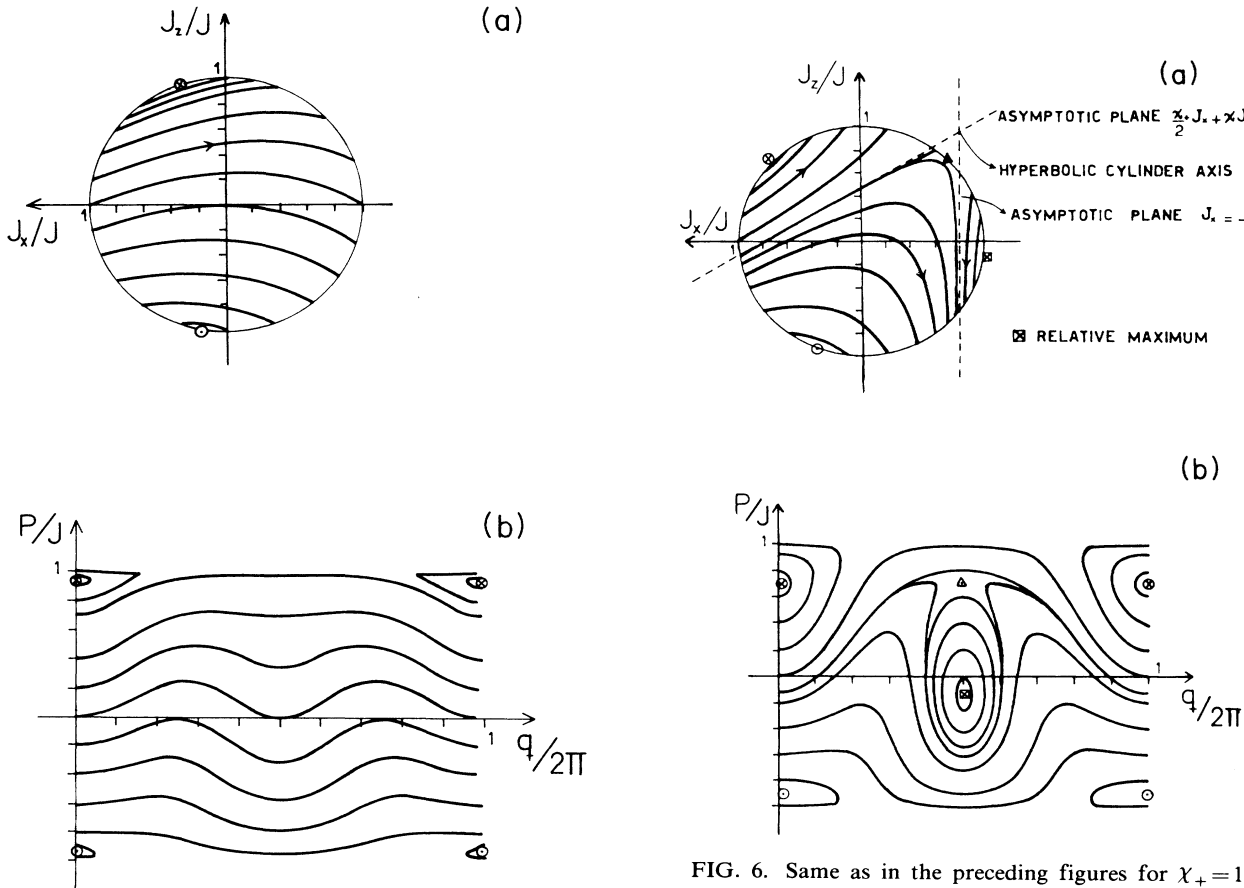 J_z/J
(a)
1
1
J_x/J
J_z/J
(a)
1
ASYMPTOTIC PLANE χ/2 · J_x + χJ
HYPERBOLIC CYLINDER AXIS
ASYMPTOTIC PLANE J_x = -
J_x/J
1
RELATIVE MAXIMUM
P/J
(b)
1
1
q/2π
P/J
(b)
1
1
q/2π
FIG. 6. Same as in the preceding figures for χ₊=1